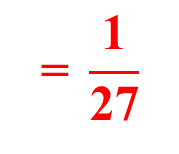 = 1/27